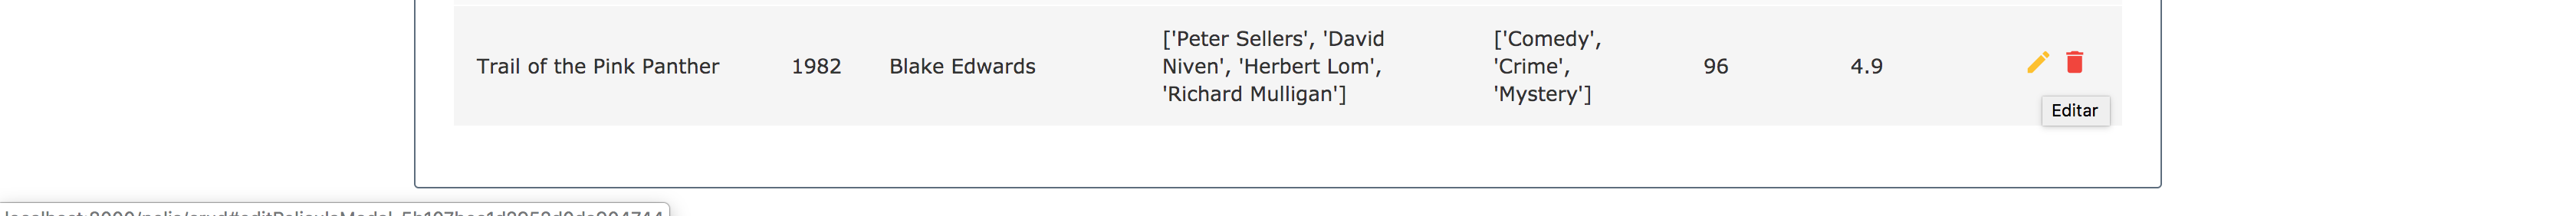 ['Peter Sellers', 'David
Niven', 'Herbert Lom',
'Richard Mulligan']
['Comedy',
'Crime',
'Mystery']
Trail of the Pink Panther 1982 Blake Edwards 96 4.9
Editar